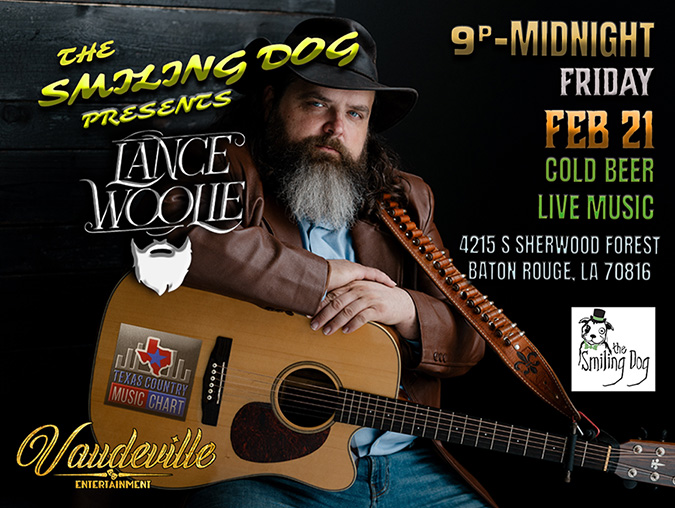 THE
SMILING DOG
PRESENTS
LANCE
WOOLIE
9P-MIDNIGHT
FRIDAY
FEB 21
COLD BEER
LIVE MUSIC
4215 S SHERWOOD FOREST
BATON ROUGE, LA 70816
the
Smiling Dog
TEXAS COUNTRY
MUSIC CHART
Vaudeville
ENTERTAINMENT